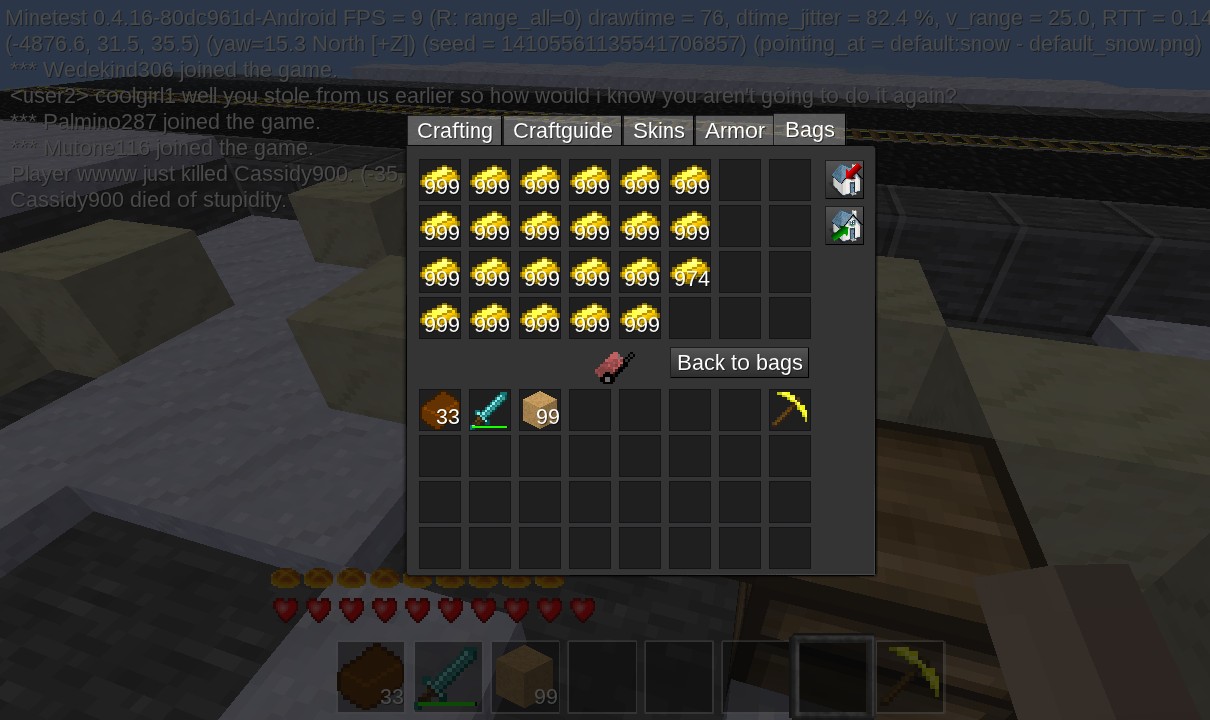 Minetest 0.4.16-80dc961d-Android FPS = 9 (R: range_all=0) drawtime = 76, dtime_jitter = 82.4 %, v_range = 25.0, RTT = 0.14
(-4876.6, 31.5, 35.5) (yaw=15.3 North [+Z]) (seed = 14105561135541706857) (pointing_at = default:snow - default_snow.png)
*** Wedekind306 joined the game.
<user2> coolgirl1 well you stole from us earlier so how would i know you aren't going to do it again?
*** Palmino287 joined the game.
*** Mutone116 joined the game.
Player wwww just killed Cassidy900. (-35,
Cassidy900 died of stupidity.
Crafting Craftguide Skins Armor Bags
999 999 999 999 999 999
999 999 999 999 999 999
999 999 999 999 999 974
999 999 999 999 999
Back to bags
33 99
33 99